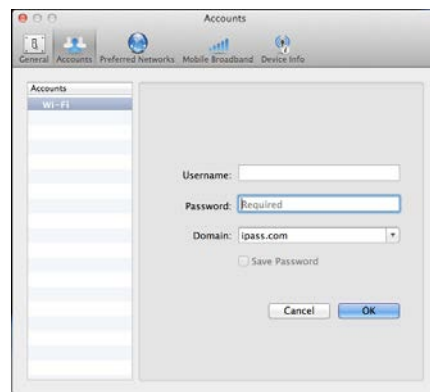 Accounts
General Accounts Preferred Networks Mobile Broadband Device Info
Accounts
Wi-Fi
Username:
Password: Required
Domain: ipass.com
Save Password
Cancel OK